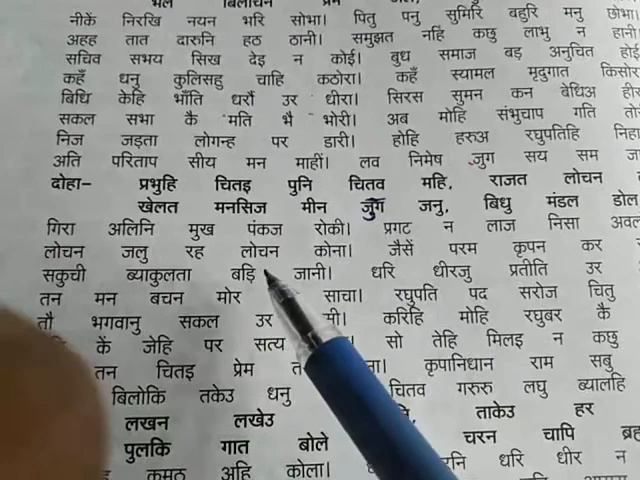 नीकें निरखि नयन भरि सोभा। पितु पनु सुमिरि बहुरि मनु छोभा।
अहह तात दारुनि हठ ठानी। समुझत नहिं कछु लाभु न हानी।
सचिव सभय सिख देइ न कोई। बुध समाज बड़ अनुचित होई
कहँ धनु कुलिसहु चाहि कठोरा। कहँ स्यामल मृदुगात किसोर
बिधि केहि भाँति धरौं उर धीरा। सिरस सुमन कन बेधिअ हीर
सकल सभा कै मति भै भोरी। अब मोहि संभुचाप गति तो
निज जड़ता लोगन्ह पर डारी। होहि हरुअ रघुपतिहि निहा
अति परिताप सीय मन माहीं। लव निमेष जुग सय सम जा
दोहा– प्रभुहि चितइ पुनि चितव महि, राजत लोचन
खेलत मनसिज मीन जुग जनु, बिधु मंडल डोल
गिरा अलिनि मुख पंकज रोकी। प्रगट न लाज निसा अवल
लोचन जलु रह लोचन कोना। जैसें परम कृपन कर
सकुची ब्याकुलता बड़ि जानी। धरि धीरजु प्रतीति उर
तन मन बचन मोर साचा। रघुपति पद सरोज चितु
तौ भगवानु सकल उर मी। करिहि मोहि रघुबर कै
कें जेहि पर सत्य सो तेहि मिलइ न कछु
तन चितइ प्रेम त ना। कृपानिधान राम सबु
बिलोकि तकेउ धनु चितव गरुरु लघु ब्यालहि
लखन लखेउ ताकेउ हर
पुलकि गात बोले चरन चापि ब्र
कमठ अहि कोला। नि धरि धीर न